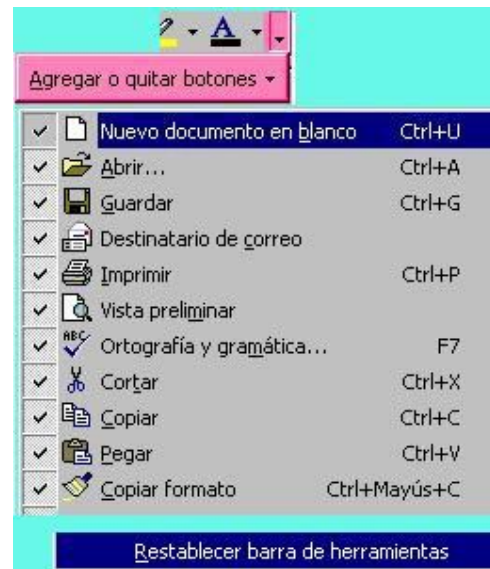 A
Agregar o quitar botones
Nuevo documento en blanco Ctrl+U
Abrir... Ctrl+A
Guardar Ctrl+G
Destinatario de correo
Imprimir Ctrl+P
Vista preliminar
ABC Ortografía y gramática... F7
Cortar Ctrl+X
Copiar Ctrl+C
Pegar Ctrl+V
Copiar formato Ctrl+Mayús+C
Restablecer barra de herramientas